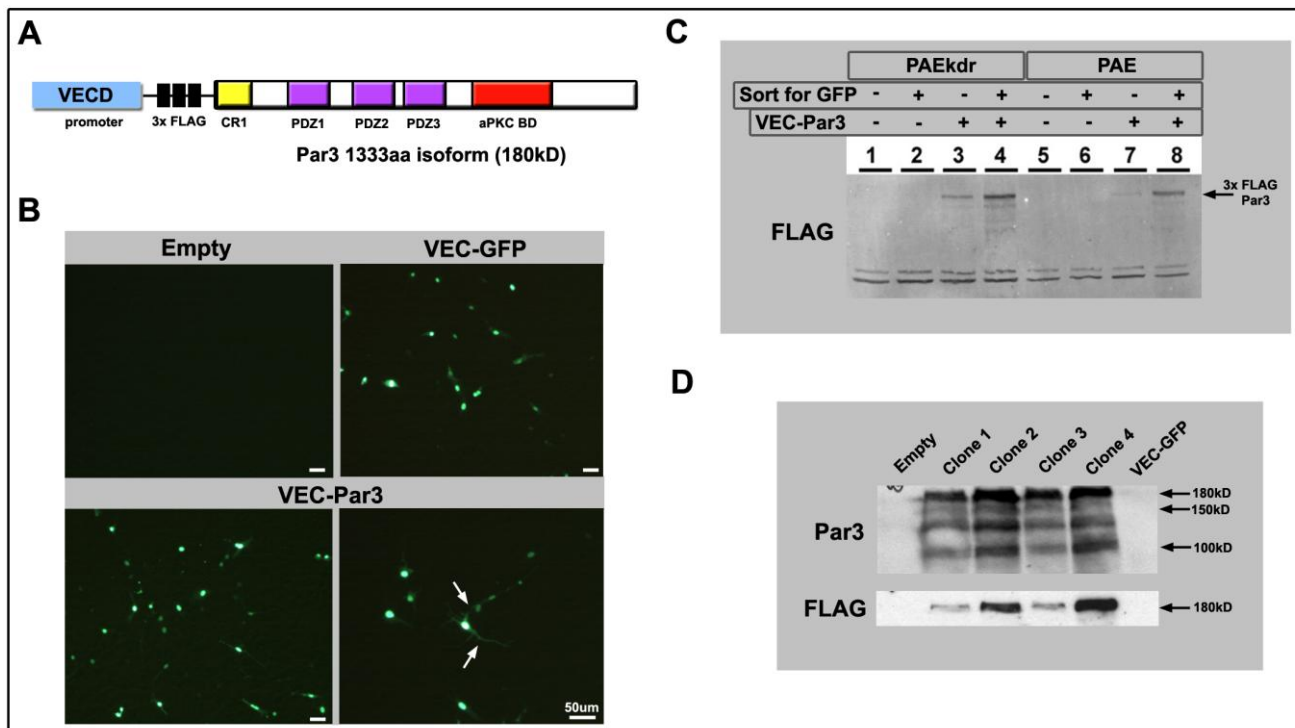 A
VECD
promoter
3x FLAG
CR1
PDZ1
PDZ2
PDZ3
aPKC BD
Par3 1333aa isoform (180kD)
B
Empty
VEC-GFP
VEC-Par3
50um
C
PAEkdr PAE
Sort for GFP - + - + - + - +
VEC-Par3 - - + + - - + +
1 2 3 4 5 6 7 8
3x FLAG
Par3
FLAG
D
Empty Clone 1 Clone 2 Clone 3 Clone 4 VEC-GFP
Par3
180kD
150kD
100kD
FLAG
180kD